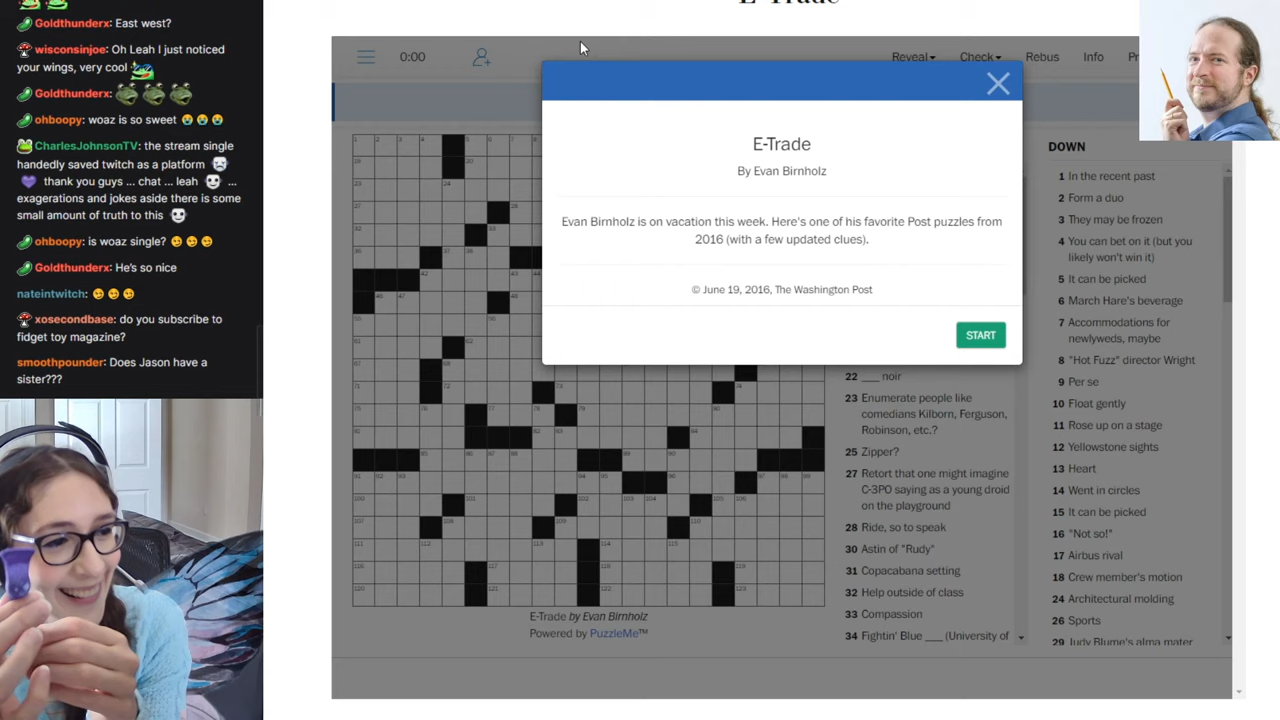 Goldthunderx: East west?
wisconsinjoe: Oh Leah I just noticed
your wings, very cool
Goldthunderx:
ohboopy: woaz is so sweet
CharlesJohnsonTV: the stream single
handedly saved twitch as a platform
thank you guys ... chat ... leah ...
exagerations and jokes aside there is some
small amount of truth to this
ohboopy: is woaz single?
Goldthunderx: He's so nice
nateintwitch:
xosecondbase: do you subscribe to
fidget toy magazine?
smoothpounder: Does Jason have a
sister???
E-Trade
0:00
Reveal
Check
Rebus
Info
E-Trade
By Evan Birnholz
Evan Birnholz is on vacation this week. Here's one of his favorite Post puzzles from
2016 (with a few updated clues).
© June 19, 2016, The Washington Post
START
22 ___ noir
23 Enumerate people like
comedians Kilborn, Ferguson,
Robinson, etc.?
25 Zipper?
27 Retort that one might imagine
C-3PO saying as a young droid
on the playground
28 Ride, so to speak
30 Astin of "Rudy"
31 Copacabana setting
32 Help outside of class
33 Compassion
34 Fightin' Blue ___ (University of
DOWN
1 In the recent past
2 Form a duo
3 They may be frozen
4 You can bet on it (but you
likely won't win it)
5 It can be picked
6 March Hare's beverage
7 Accommodations for
newlyweds, maybe
8 "Hot Fuzz" director Wright
9 Per se
10 Float gently
11 Rose up on a stage
12 Yellowstone sights
13 Heart
14 Went in circles
15 It can be picked
16 "Not so!"
17 Airbus rival
18 Crew member's motion
24 Architectural molding
26 Sports
29 Judy Blume's alma mater
E-Trade by Evan Birnholz
Powered by PuzzleMe™